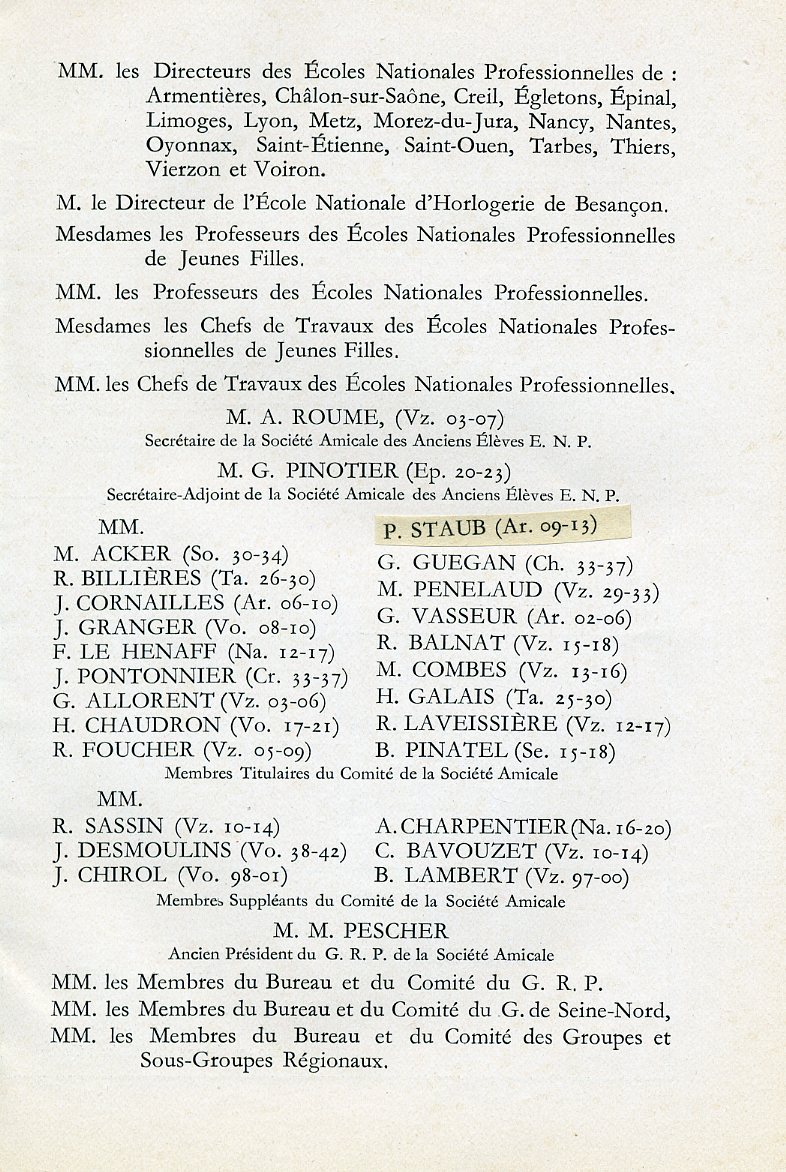 MM. les Directeurs des Écoles Nationales Professionnelles de :
Armentières, Châlon-sur-Saône, Creil, Égletons, Épinal,
Limoges, Lyon, Metz, Morez-du-Jura, Nancy, Nantes,
Oyonnax, Saint-Étienne, Saint-Ouen, Tarbes, Thiers,
Vierzon et Voiron.
M. le Directeur de l'École Nationale d'Horlogerie de Besançon.
Mesdames les Professeurs des Écoles Nationales Professionnelles
de Jeunes Filles.
MM. les Professeurs des Écoles Nationales Professionnelles.
Mesdames les Chefs de Travaux des Écoles Nationales Profes-
sionnelles de Jeunes Filles.
MM. les Chefs de Travaux des Écoles Nationales Professionnelles.
M. A. ROUME, (Vz. 03-07)
Secrétaire de la Société Amicale des Anciens Élèves E. N. P.
M. G. PINOTIER (Ep. 20-23)
Secrétaire-Adjoint de la Société Amicale des Anciens Élèves E. N. P.
MM.
M. ACKER (So. 30-34)
R. BILLIÈRES (Ta. 26-30)
J. CORNAILLES (Ar. 06-10)
J. GRANGER (Vo. 08-10)
F. LE HENAFF (Na. 12-17)
J. PONTONNIER (Cr. 33-37)
G. ALLORENT (Vz. 03-06)
H. CHAUDRON (Vo. 17-21)
R. FOUCHER (Vz. 05-09)
P. STAUB (Ar. 09-13)
G. GUEGAN (Ch. 33-37)
M. PENELAUD (Vz. 29-33)
G. VASSEUR (Ar. 02-06)
R. BALNAT (Vz. 15-18)
M. COMBES (Vz. 13-16)
H. GALAIS (Ta. 25-30)
R. LAVEISSIÈRE (Vz. 12-17)
B. PINATEL (Se. 15-18)
Membres Titulaires du Comité de la Société Amicale
MM.
R. SASSIN (Vz. 10-14)
J. DESMOULINS (Vo. 38-42)
J. CHIROL (Vo. 98-01)
A. CHARPENTIER (Na. 16-20)
C. BAVOUZET (Vz. 10-14)
B. LAMBERT (Vz. 97-00)
Membres Suppléants du Comité de la Société Amicale
M. M. PESCHER
Ancien Président du G. R. P. de la Société Amicale
MM. les Membres du Bureau et du Comité du G. R. P.
MM. les Membres du Bureau et du Comité du G. de Seine-Nord,
MM. les Membres du Bureau et du Comité des Groupes et
Sous-Groupes Régionaux.